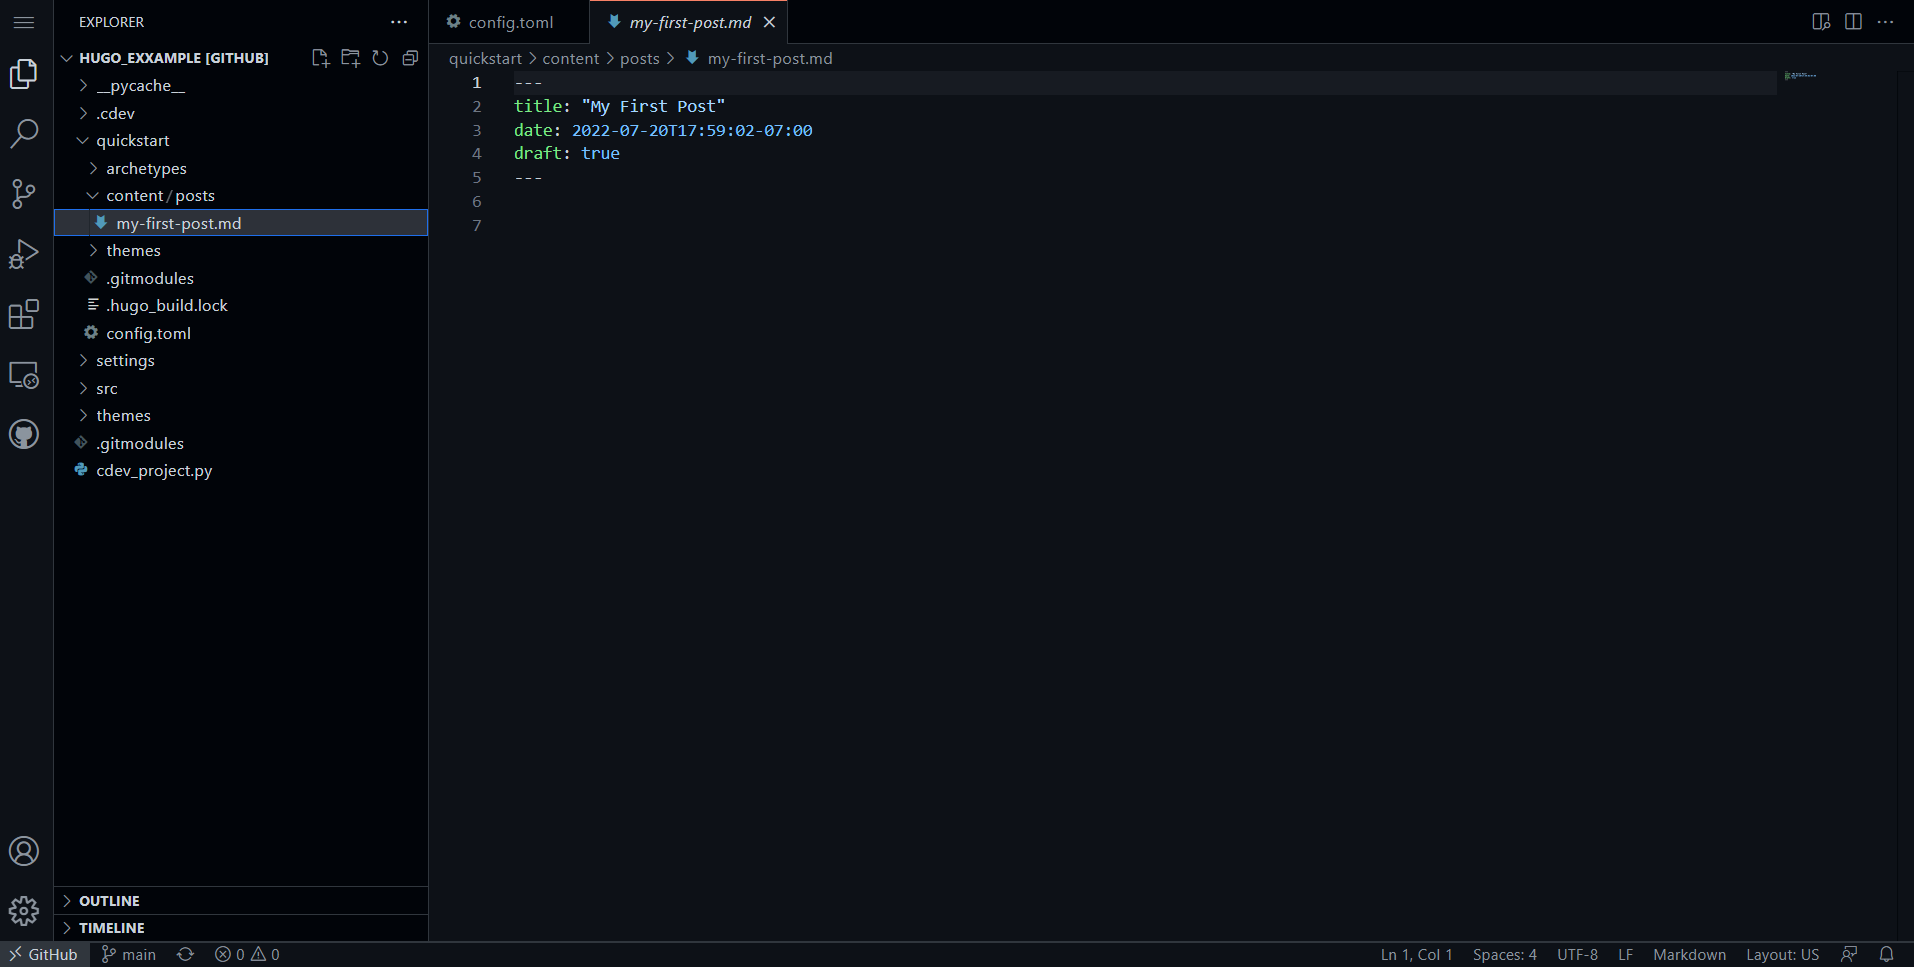 EXPLORER
HUGO_EXXAMPLE [GITHUB]
__pycache__
.cdev
quickstart
archetypes
content / posts
my-first-post.md
themes
.gitmodules
.hugo_build.lock
config.toml
settings
src
themes
.gitmodules
cdev_project.py
OUTLINE
TIMELINE
config.toml
my-first-post.md
quickstart > content > posts > my-first-post.md
1 ---
2 title: "My First Post"
3 date: 2022-07-20T17:59:02-07:00
4 draft: true
5 ---
6
7
GitHub main 0 0 Ln 1, Col 1 Spaces: 4 UTF-8 LF Markdown Layout: US